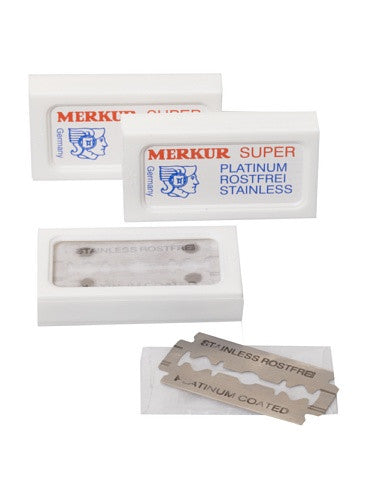 MERKUR SUPER
Germany
MERKUR SUPER
PLATINUM
ROSTFREI
STAINLESS
Germany
STAINLESS ROSTFREI
STAINLESS ROSTFREI
PLATINUM COATED